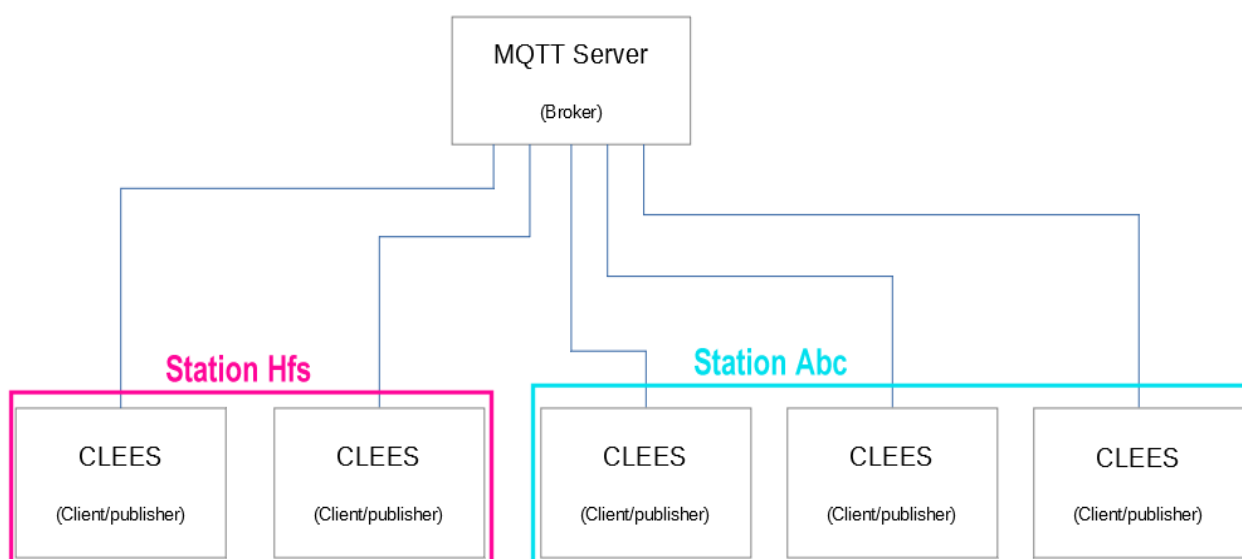 MQTT Server
(Broker)
Station Hfs
Station Abc
CLEES
(Client/publisher)
CLEES
(Client/publisher)
CLEES
(Client/publisher)
CLEES
(Client/publisher)
CLEES
(Client/publisher)